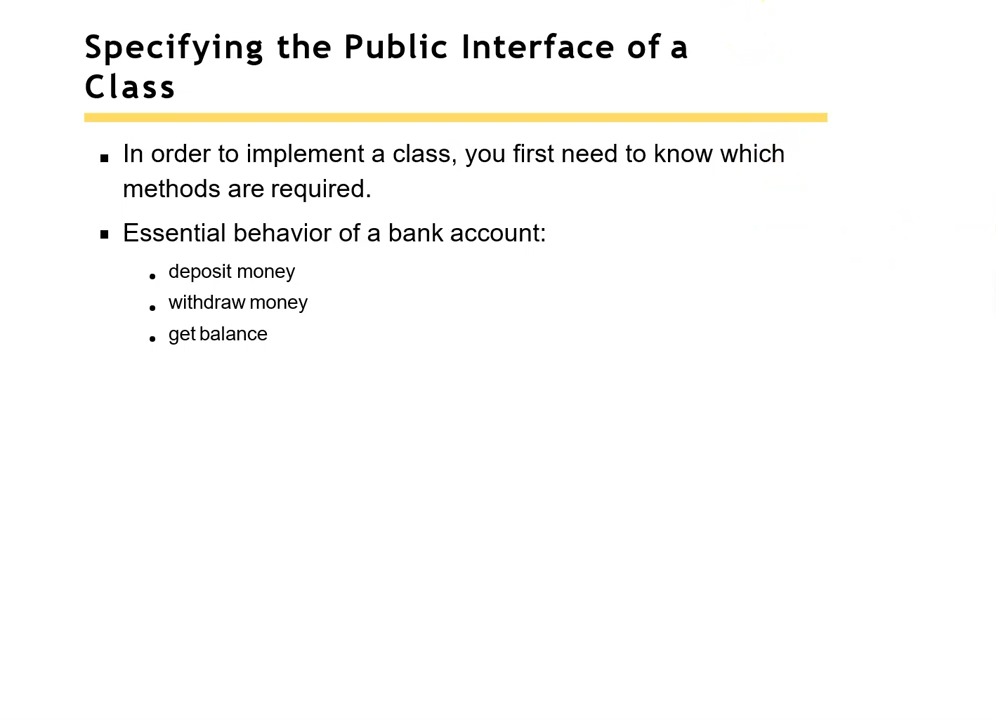 Specifying the Public Interface of a
Class
▪ In order to implement a class, you first need to know which
methods are required.
▪ Essential behavior of a bank account:
• deposit money
• withdraw money
• get balance